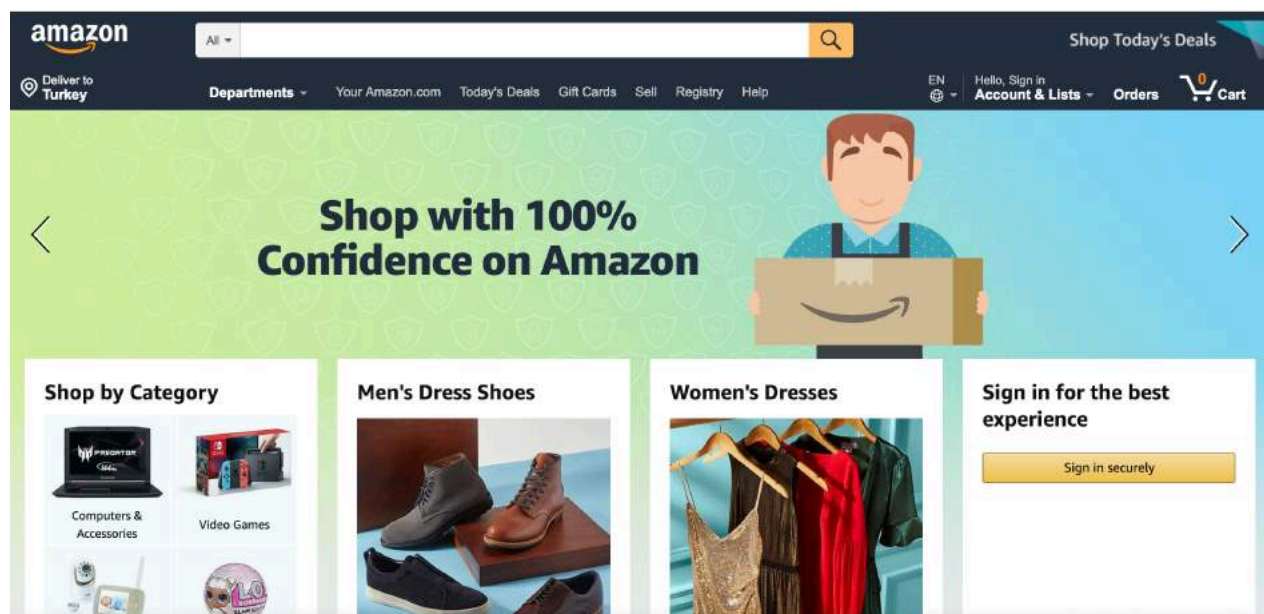 amazon
All
Shop Today's Deals
Deliver to
Turkey
Departments
Your Amazon.com Today's Deals Gift Cards Sell Registry Help
EN
Hello, Sign in
Account & Lists
Orders
0
Cart
Shop with 100%
Confidence on Amazon
Shop by Category
PREDATOR
Computers &
Accessories
Video Games
Men's Dress Shoes
Women's Dresses
Sign in for the best
experience
Sign in securely